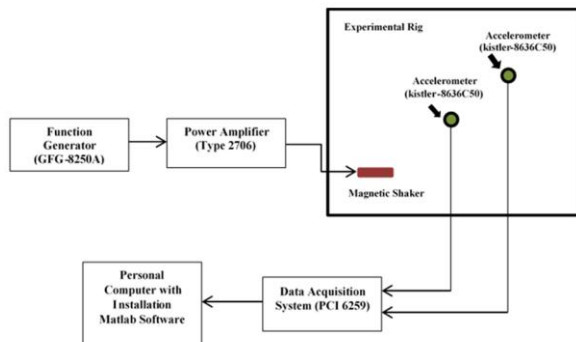 Experimental Rig
Accelerometer
(kistler-8636C50)
Accelerometer
(kistler-8636C50)
Function
Generator
(GFG-8250A)
Power Amplifier
(Type 2706)
Magnetic Shaker
Personal
Computer with
Installation
Matlab Software
Data Acquisition
System (PCI 6259)